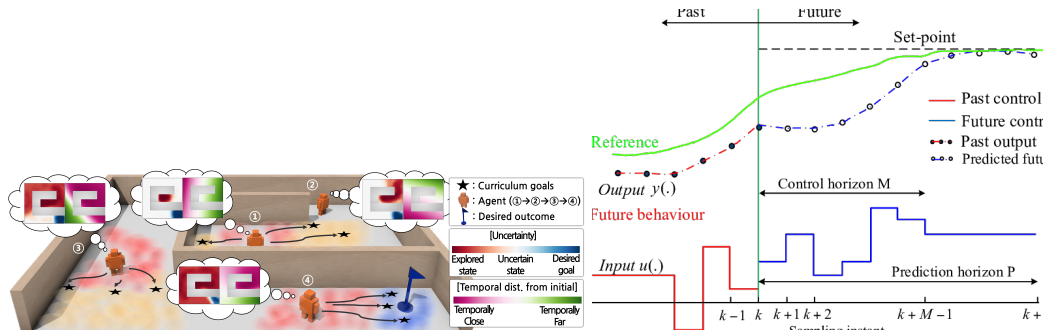 ②
①
③
④
: Curriculum goals
: Agent (①→②→③→④)
: Desired outcome
[Uncertainty]
Explored state
Uncertain state
Desired goal
[Temporal dist. from initial]
Temporally Close
Temporally Far
Past
Future
Set-point
Reference
Past control
Future contr
Past output
Predicted futu
Output y(.)
Control horizon M
Future behaviour
Input u(.)
Prediction horizon P
k - 1
k
k + 1
k + 2
k + M - 1
k +